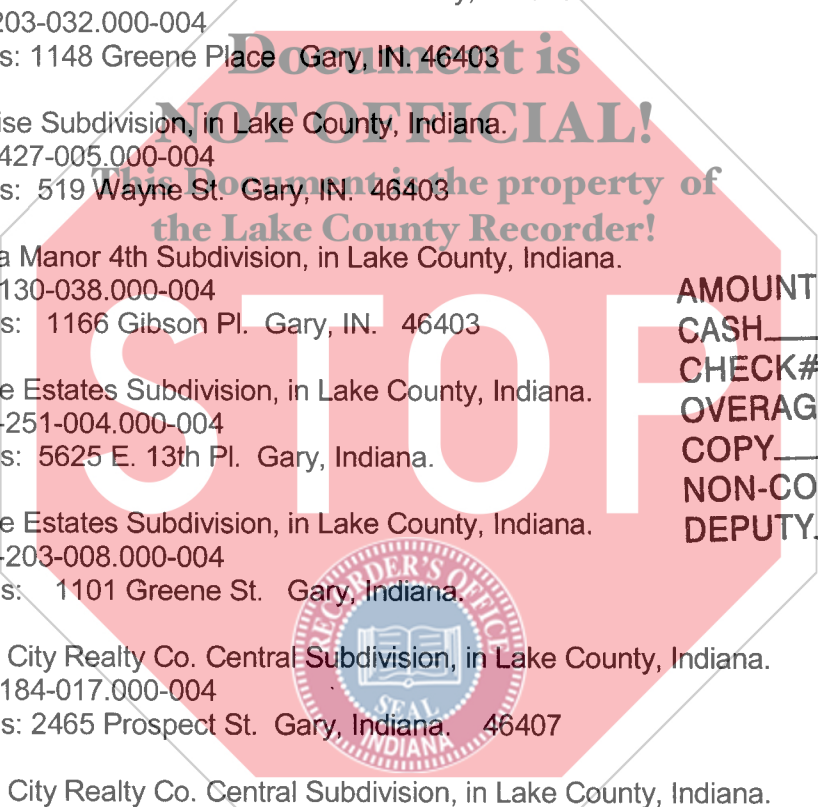 203-032.000-004
s: 1148 Greene Place Gary, IN. 46403
Document is
NOT OFFICIAL!
This Document is the property of
the Lake County Recorder!
ise Subdivision, in Lake County, Indiana.
427-005.000-004
s: 519 Wayne St. Gary, IN. 46403
a Manor 4th Subdivision, in Lake County, Indiana.
130-038.000-004
s: 1166 Gibson Pl. Gary, IN. 46403
STOP
e Estates Subdivision, in Lake County, Indiana.
-251-004.000-004
s: 5625 E. 13th Pl. Gary, Indiana.
e Estates Subdivision, in Lake County, Indiana.
-203-008.000-004
s: 1101 Greene St. Gary, Indiana.
City Realty Co. Central Subdivision, in Lake County, Indiana.
184-017.000-004
s: 2465 Prospect St. Gary, Indiana. 46407
City Realty Co. Central Subdivision, in Lake County, Indiana.
AMOUNT
CASH
CHECK#
OVERAG
COPY
NON-CO
DEPUTY
RECORDER'S OFFICE
SEAL
INDIANA